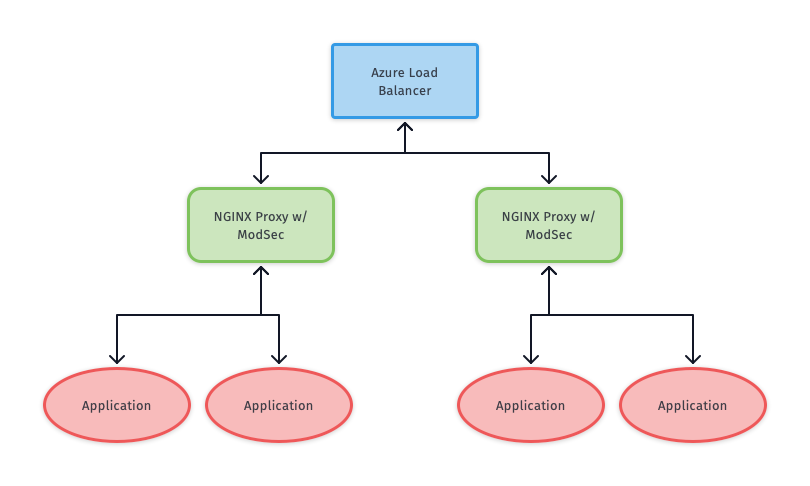 Azure Load
Balancer
NGINX Proxy w/
ModSec
NGINX Proxy w/
ModSec
Application
Application
Application
Application